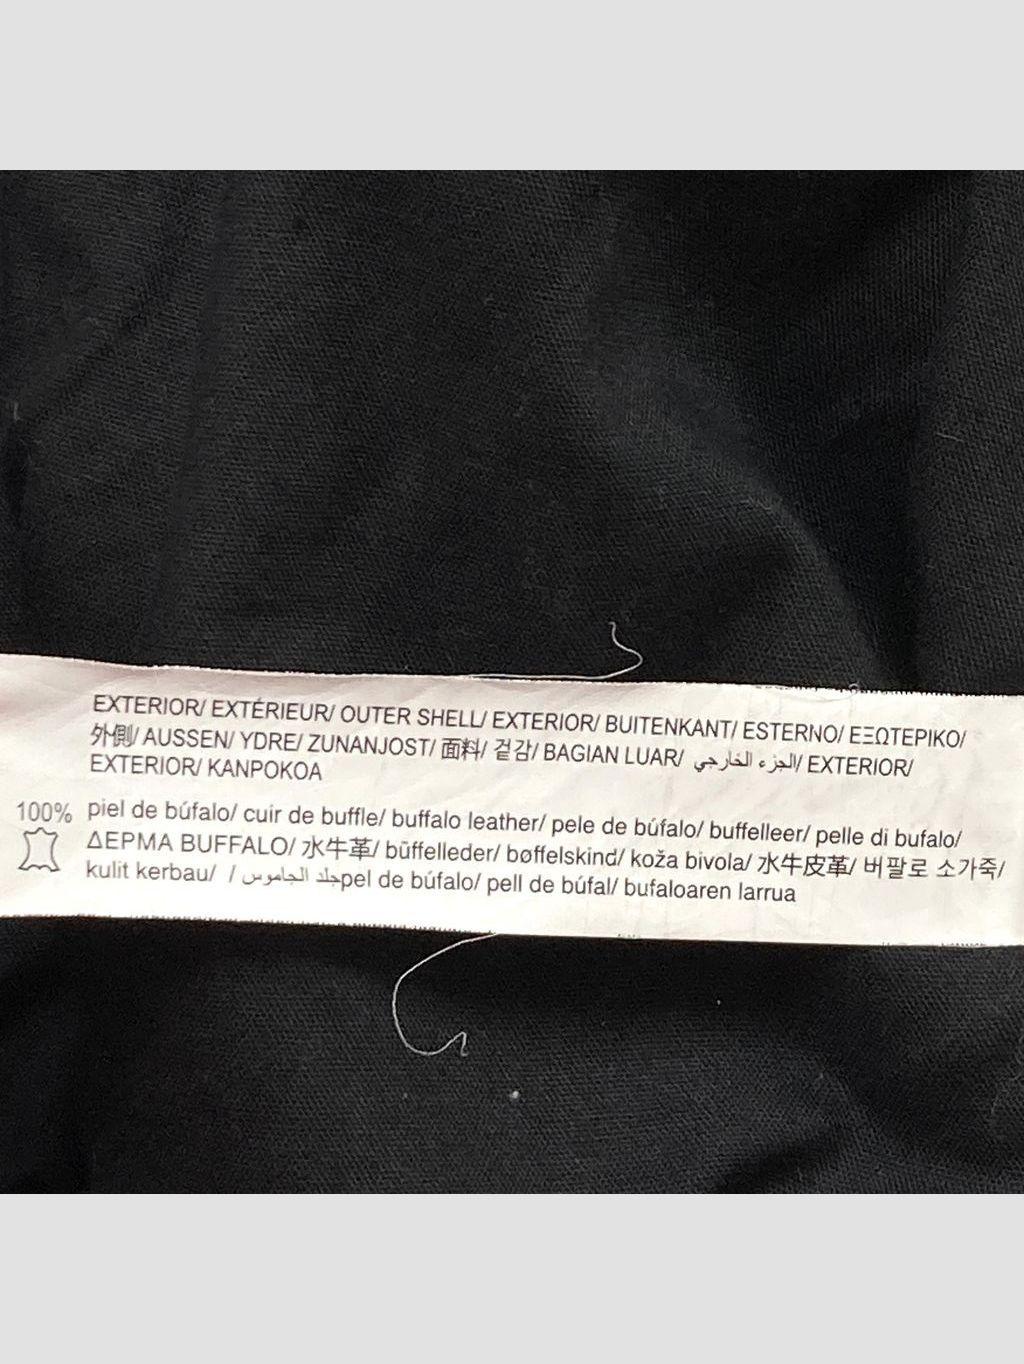 EXTERIOR/ EXTÉRIEUR/ OUTER SHELL/ EXTERIOR/ BUITENKANT/ ESTERNO/ ΕΞΩΤΕΡΙΚΟ/
外側/ AUSSEN/ YDRE/ ZUNANJOST/ 面料/ 겉감/ BAGIAN LUAR/ الجزء الخارجي/ EXTERIOR/
EXTERIOR/ KANPOKOA
100% piel de búfalo/ cuir de buffle/ buffalo leather/ pele de búfalo/ buffelleer/ pelle di bufalo/
ΔΕΡΜΑ BUFFALO/ 水牛革/ büffelleder/ bøffelskind/ koža bivola/ 水牛皮革/ 버팔로 소가죽/
kulit kerbau/ / جلد الجاموسpel de búfalo/ pell de búfal/ bufaloaren larrua